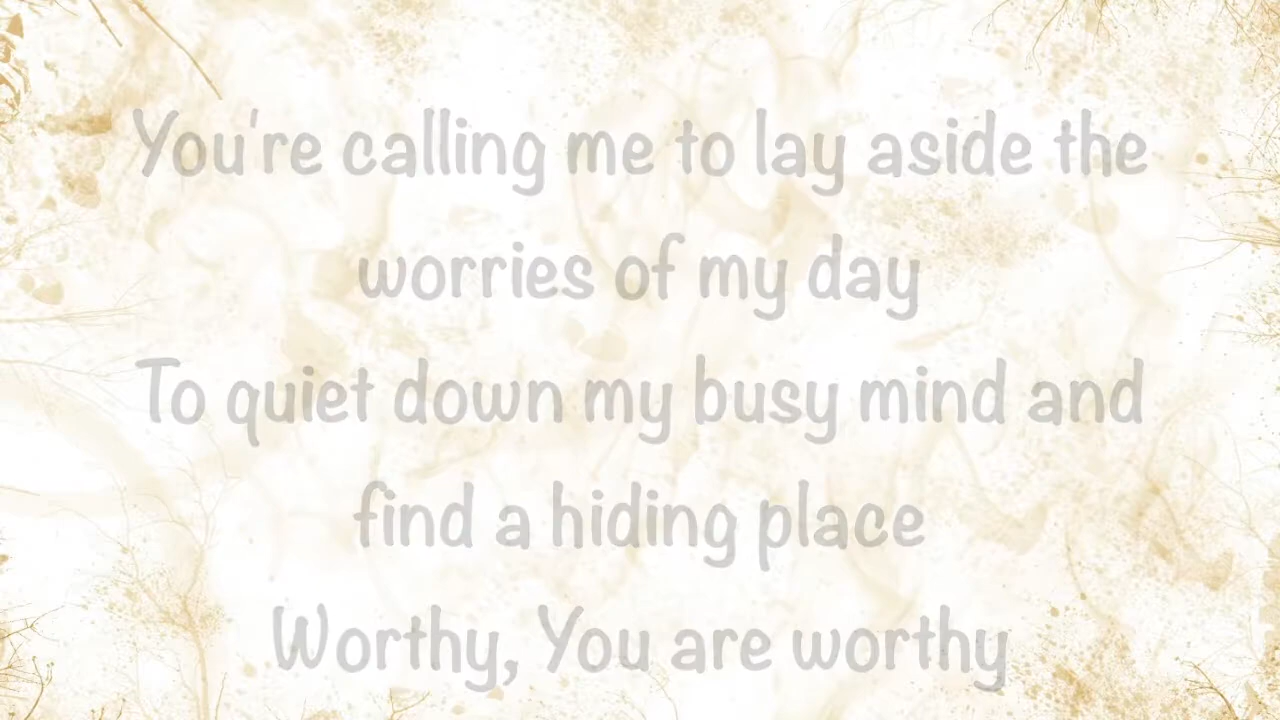 You're calling me to lay aside the
worries of my day
To quiet down my busy mind and
find a hiding place
Worthy, You are worthy